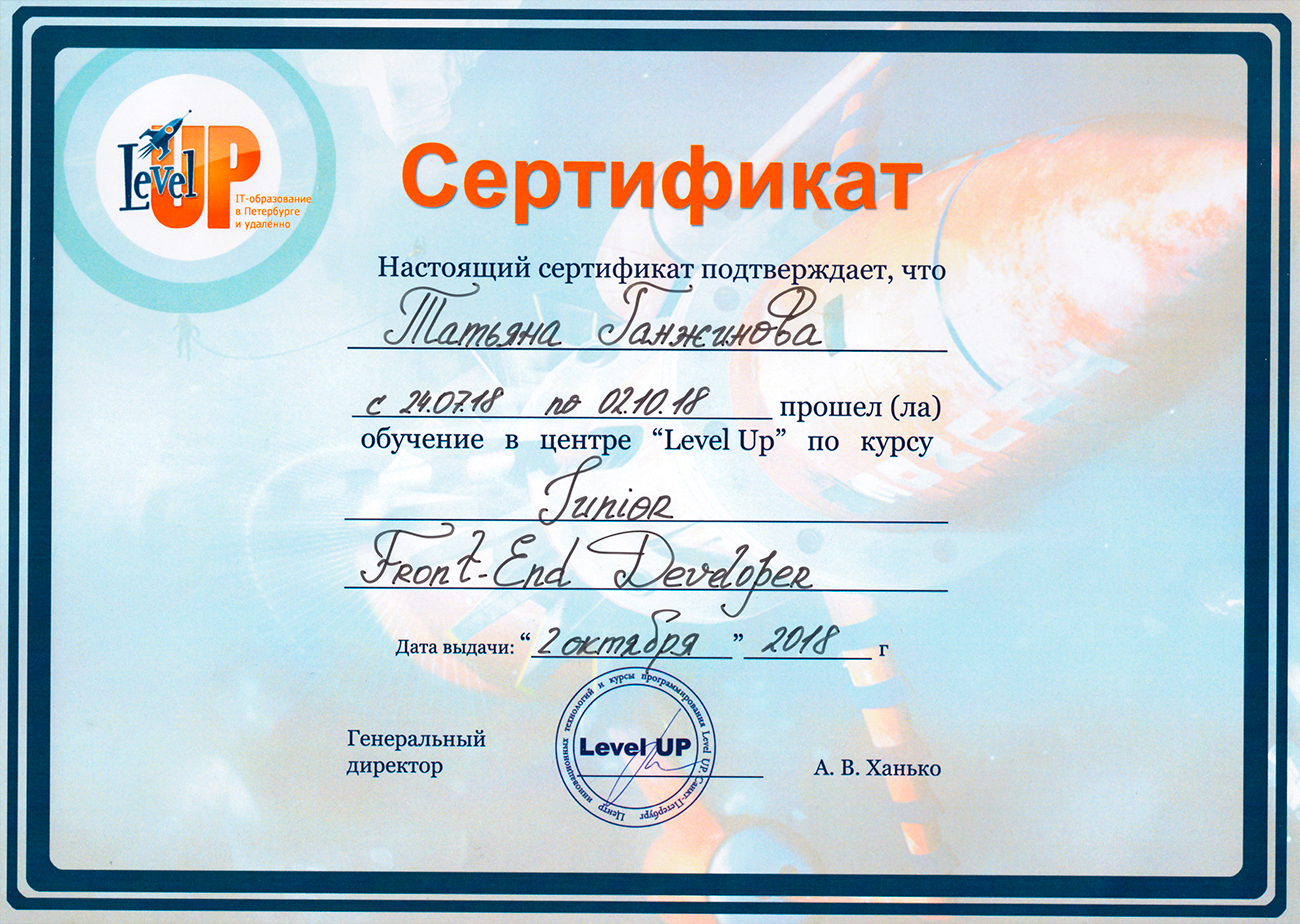 Level UP
IT-образование
в Петербурге
и удаленно
Сертификат
Настоящий сертификат подтверждает, что
Татьяна Ганжинова
с 24.07.18 по 02.10.18 прошел (ла)
обучение в центре “Level Up” по курсу
Junior
Front-End Developer
Дата выдачи: “ 2 октября ” 2018 г
Центр инновационных технологий и курсы программирования Level UP. Санкт-Петербург
Level UP
Генеральный
директор
А. В. Ханько